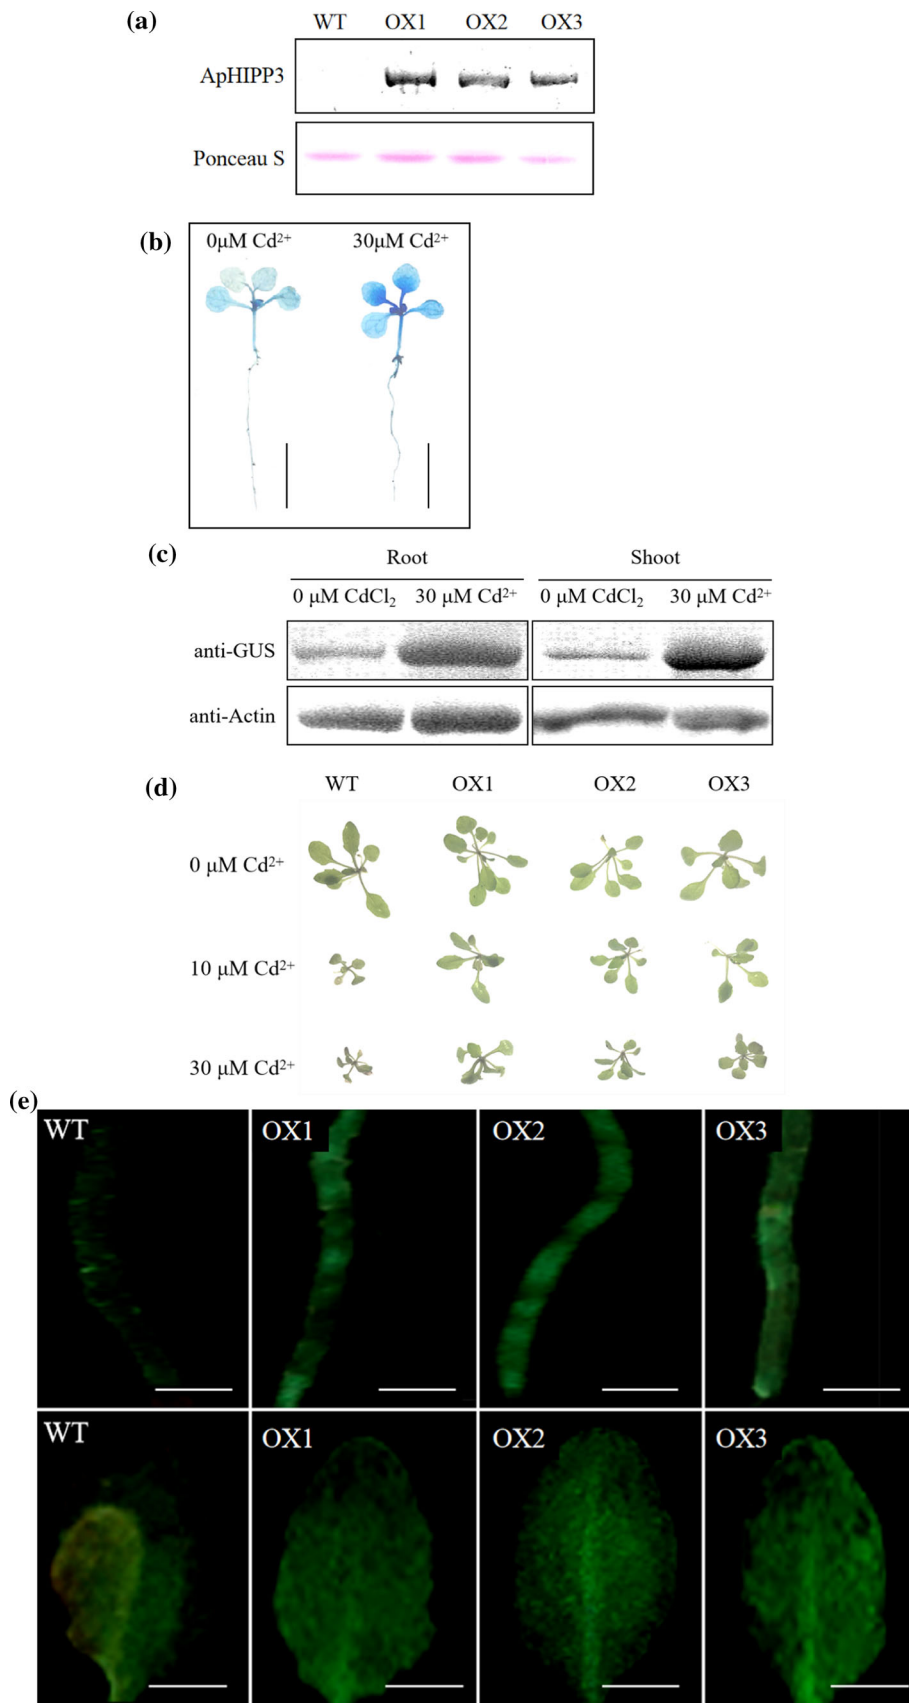 (a)
WT OX1 OX2 OX3
ApHIPP3
Ponceau S
(b)
0μM Cd²⁺ 30μM Cd²⁺
(c)
Root Shoot
0 μM CdCl₂ 30 μM Cd²⁺ 0 μM CdCl₂ 30 μM Cd²⁺
anti-GUS
anti-Actin
(d)
WT OX1 OX2 OX3
0 μM Cd²⁺
10 μM Cd²⁺
30 μM Cd²⁺
(e)
WT OX1 OX2 OX3
WT OX1 OX2 OX3